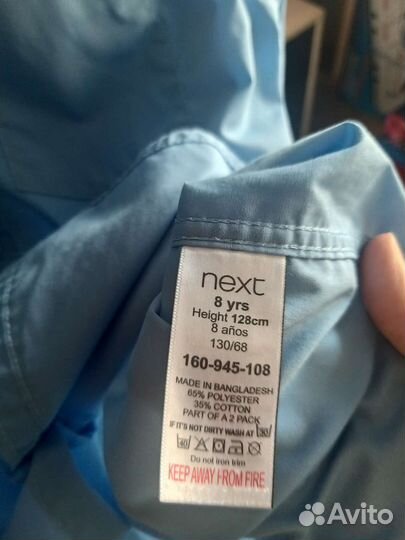 next
8 yrs
Height 128cm
8 años
130/68
160-945-108
MADE IN BANGLADESH
65% POLYESTER
35% COTTON
PART OF A 2 PACK
IF IT'S NOT DIRTY WASH AT 30
40
Do not iron trim
KEEP AWAY FROM FIRE
Avito